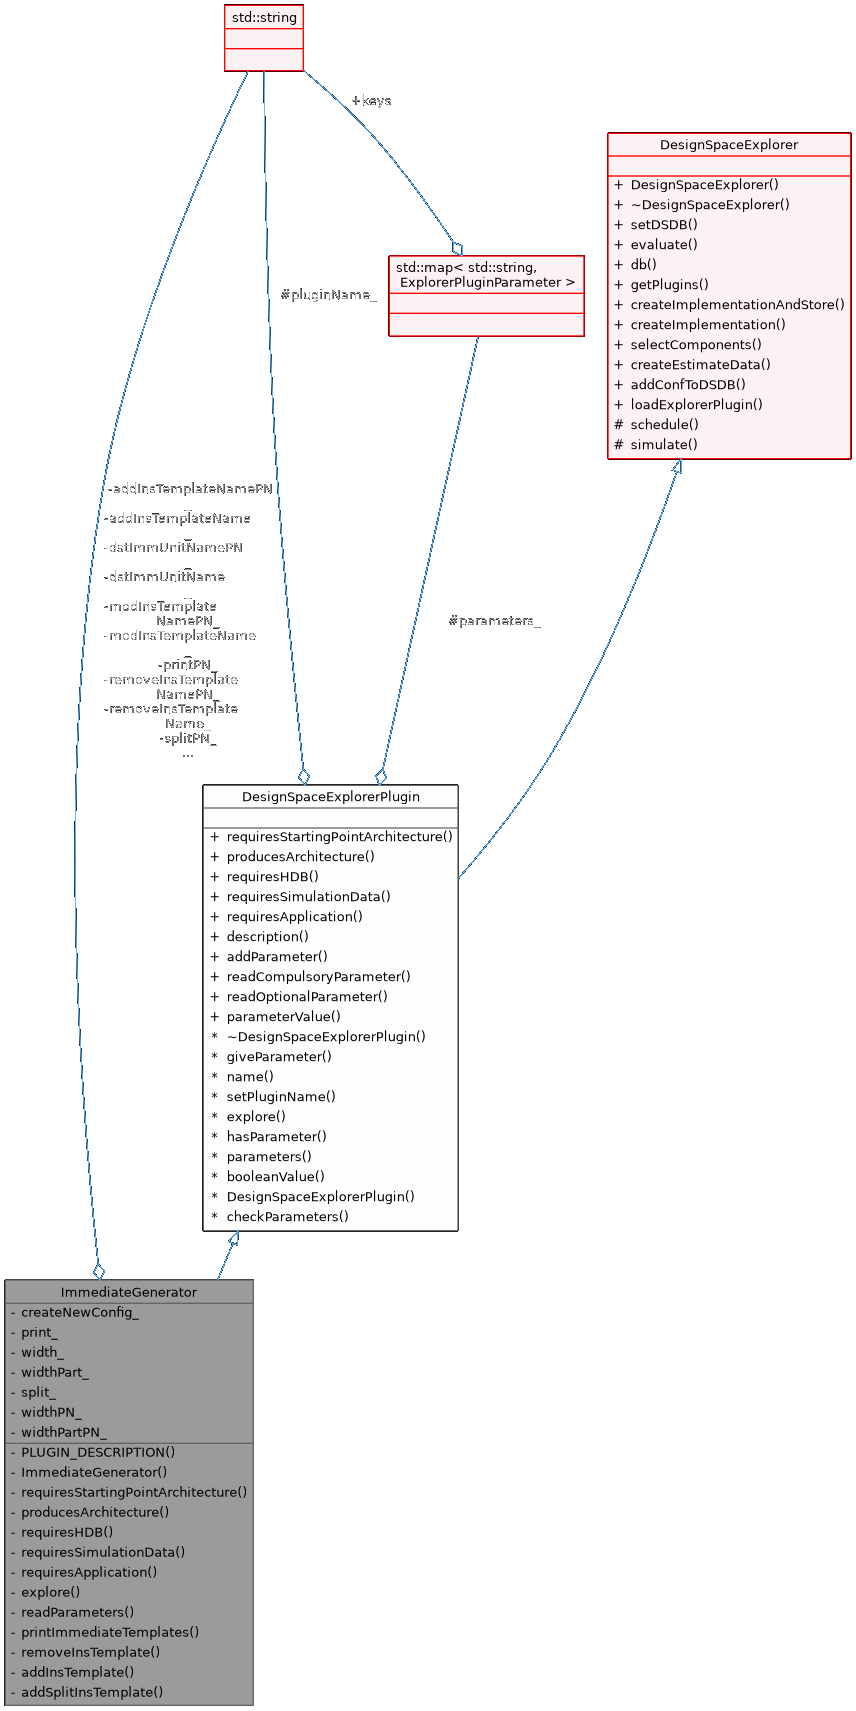 std::string
+keys
DesignSpaceExplorer
+ DesignSpaceExplorer()
+ ~DesignSpaceExplorer()
+ setDSDB()
+ evaluate()
+ db()
+ getPlugins()
+ createImplementationAndStore()
+ createImplementation()
+ selectComponents()
+ createEstimateData()
+ addConfToDSDB()
+ loadExplorerPlugin()
# schedule()
# simulate()
std::map< std::string,
ExplorerPluginParameter >
#pluginName_
-addInsTemplateNamePN
_
-addInsTemplateName
_
-dstImmUnitNamePN
_
-dstImmUnitName
_
-modInsTemplate
NamePN_
-modInsTemplateName
_
-printPN_
-removeInsTemplate
NamePN_
-removeInsTemplate
Name_
-splitPN_
...
#parameters_
DesignSpaceExplorerPlugin
+ requiresStartingPointArchitecture()
+ producesArchitecture()
+ requiresHDB()
+ requiresSimulationData()
+ requiresApplication()
+ description()
+ addParameter()
+ readCompulsoryParameter()
+ readOptionalParameter()
+ parameterValue()
* ~DesignSpaceExplorerPlugin()
* giveParameter()
* name()
* setPluginName()
* explore()
* hasParameter()
* parameters()
* booleanValue()
* DesignSpaceExplorerPlugin()
* checkParameters()
ImmediateGenerator
- createNewConfig_
- print_
- width_
- widthPart_
- split_
- widthPN_
- widthPartPN_
- PLUGIN_DESCRIPTION()
- ImmediateGenerator()
- requiresStartingPointArchitecture()
- producesArchitecture()
- requiresHDB()
- requiresSimulationData()
- requiresApplication()
- explore()
- readParameters()
- printImmediateTemplates()
- removeInsTemplate()
- addInsTemplate()
- addSplitInsTemplate()